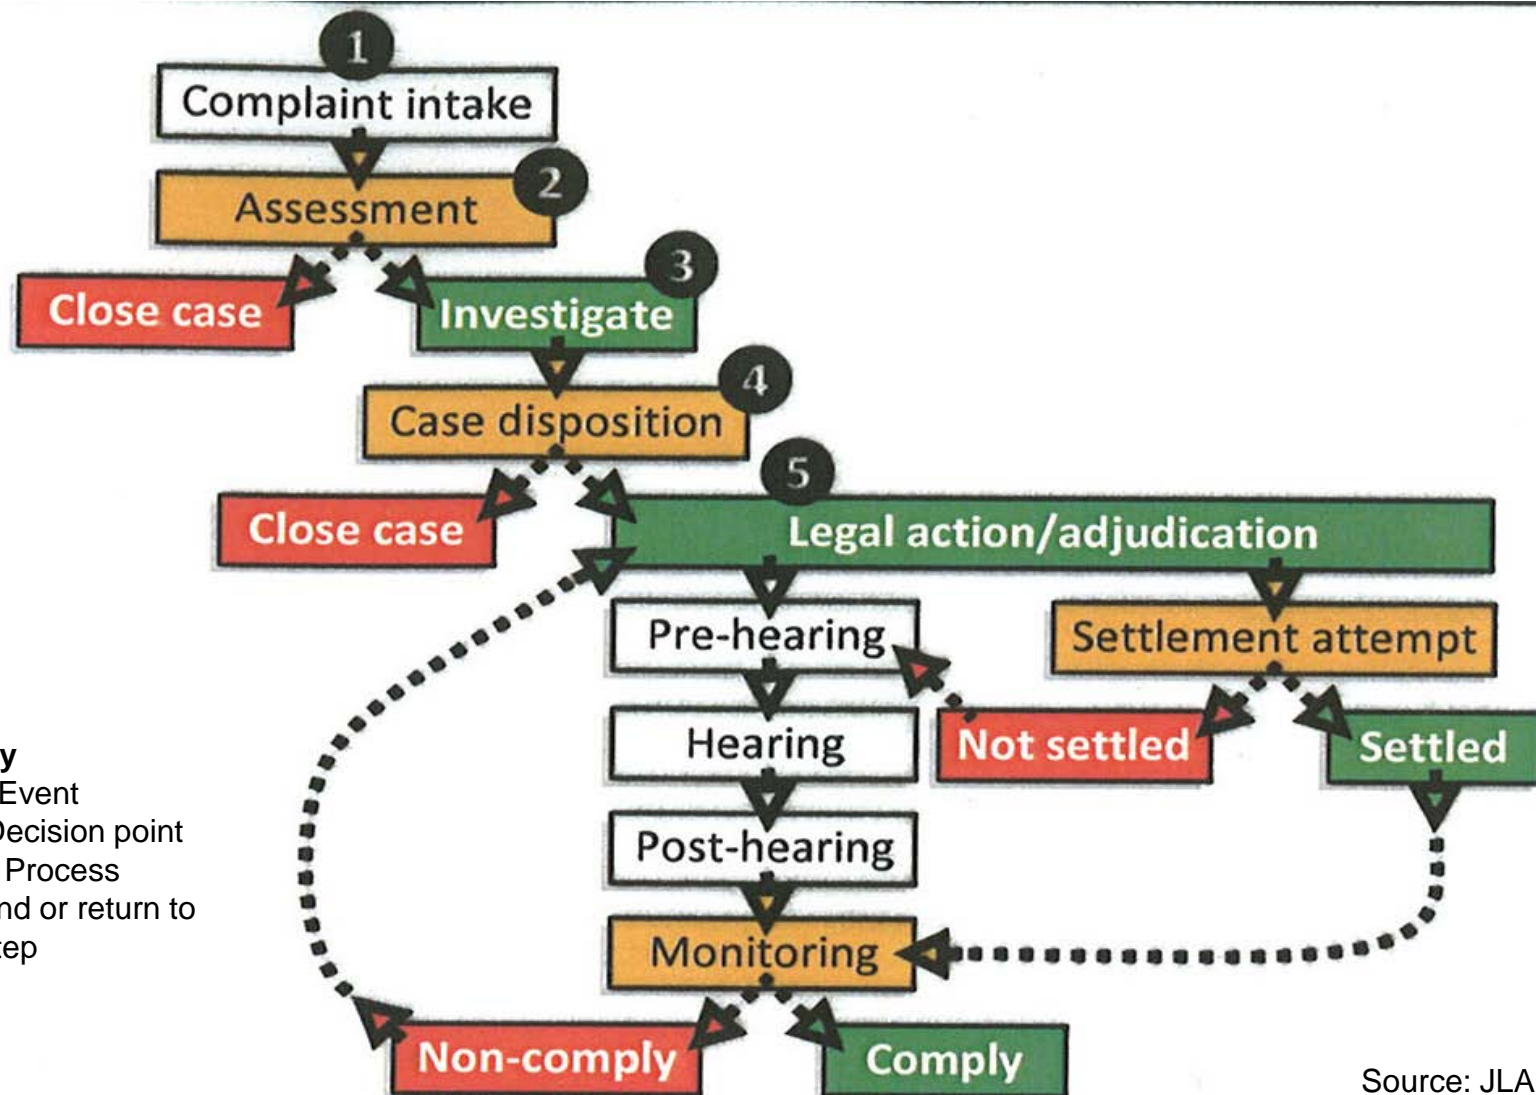 1
Complaint intake
2
Assessment
3
Close case
Investigate
4
Case disposition
5
Close case
Legal action/adjudication
Pre-hearing
Settlement attempt
Hearing
Not settled
Settled
Post-hearing
Monitoring
Non-comply
Comply
y
Event
Decision point
Process
nd or return to
tep
Source: JLA